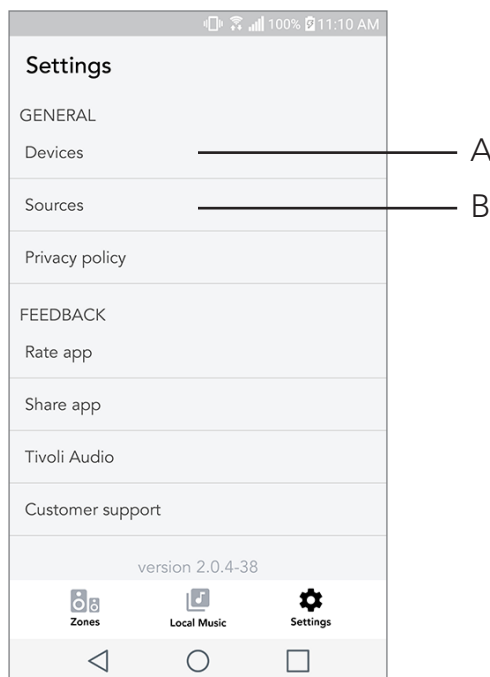 100% 11:10 AM
Settings
GENERAL
Devices
A
Sources
B
Privacy policy
FEEDBACK
Rate app
Share app
Tivoli Audio
Customer support
version 2.0.4-38
Zones Local Music Settings